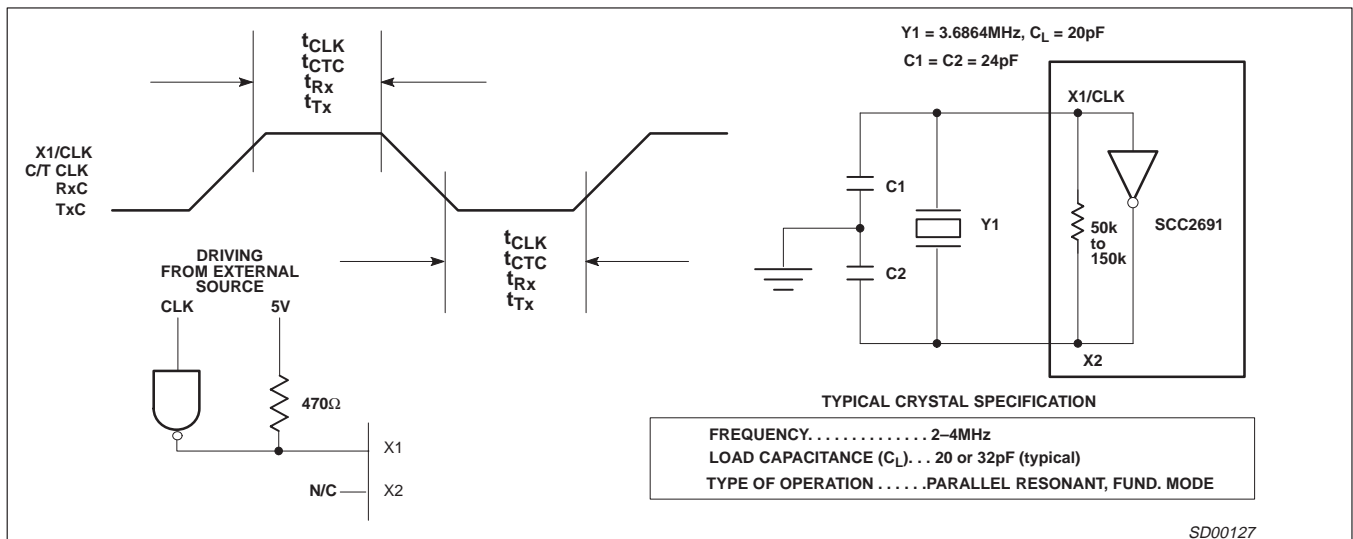 tCLK
tCTC
tRx
tTx
X1/CLK
C/T CLK
RxC
TxC
tCLK
tCTC
tRx
tTx
DRIVING
FROM EXTERNAL
SOURCE
CLK
5V
470Ω
X1
N/C
X2
Y1 = 3.6864MHz, CL = 20pF
C1 = C2 = 24pF
X1/CLK
C1
Y1
C2
50k
to
150k
SCC2691
X2
TYPICAL CRYSTAL SPECIFICATION
FREQUENCY. . . . . . . . . . . . . 2–4MHz
LOAD CAPACITANCE (CL). . . 20 or 32pF (typical)
TYPE OF OPERATION . . . . . .PARALLEL RESONANT, FUND. MODE
SD00127